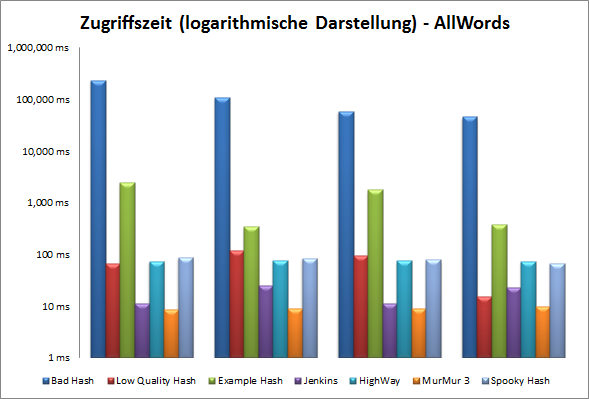 Zugriffszeit (logarithmische Darstellung) - AllWords
1,000,000 ms
100,000 ms
10,000 ms
1,000 ms
100 ms
10 ms
1 ms
Bad Hash Low Quality Hash Example Hash Jenkins HighWay MurMur 3 Spooky Hash